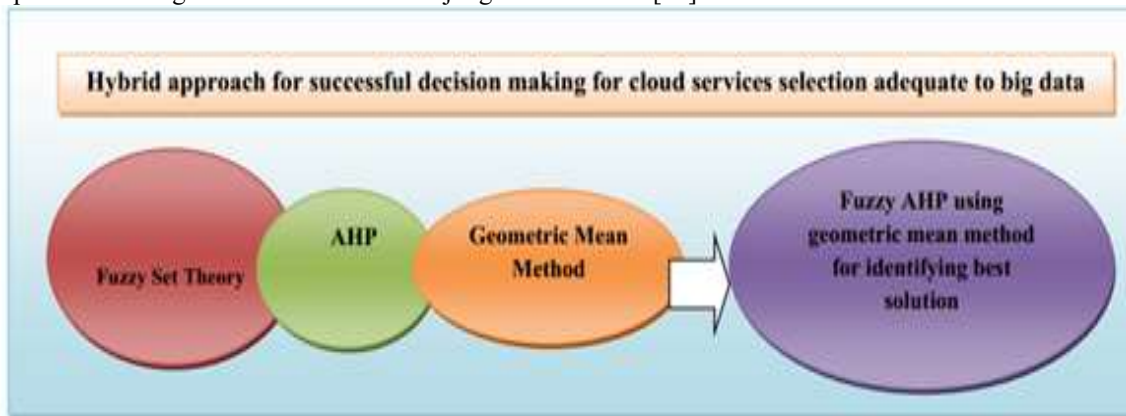 Hybrid approach for successful decision making for cloud services selection adequate to big data
Fuzzy Set Theory
AHP
Geometric Mean
Method
Fuzzy AHP using
geometric mean method
for identifying best
solution